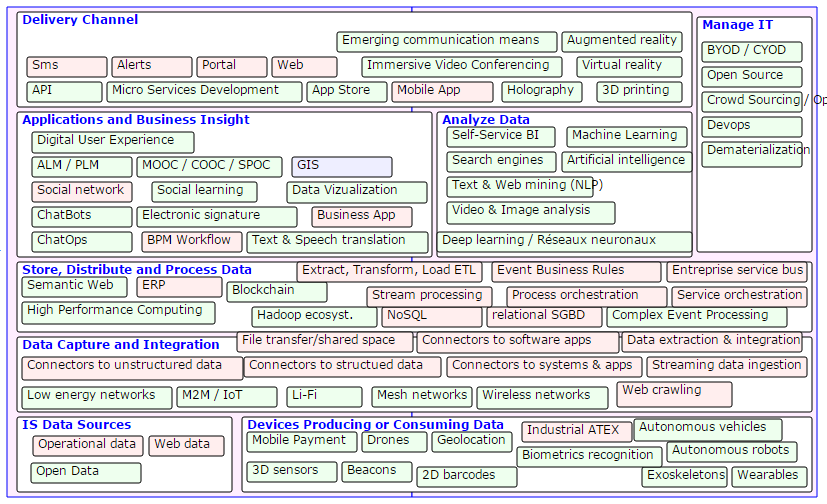 Delivery Channel
Emerging communication means
Augmented reality
Sms
Alerts
Portal
Web
Immersive Video Conferencing
Virtual reality
API
Micro Services Development
App Store
Mobile App
Holography
3D printing
Manage IT
BYOD / CYOD
Open Source
Crowd Sourcing / Op
Devops
Dematerialization
Applications and Business Insight
Digital User Experience
ALM / PLM
MOOC / COOC / SPOC
GIS
Social network
Social learning
Data Vizualization
ChatBots
Electronic signature
Business App
ChatOps
BPM Workflow
Text & Speech translation
Analyze Data
Self-Service BI
Machine Learning
Search engines
Artificial intelligence
Text & Web mining (NLP)
Video & Image analysis
Deep learning / Réseaux neuronaux
Store, Distribute and Process Data
Extract, Transform, Load ETL
Event Business Rules
Entreprise service bus
Semantic Web
ERP
Blockchain
Stream processing
Process orchestration
Service orchestration
High Performance Computing
Hadoop ecosyst.
NoSQL
relational SGBD
Complex Event Processing
Data Capture and Integration
File transfer/shared space
Connectors to software apps
Data extraction & integration
Connectors to unstructured data
Connectors to structued data
Connectors to systems & apps
Streaming data ingestion
Low energy networks
M2M / IoT
Li-Fi
Mesh networks
Wireless networks
Web crawling
IS Data Sources
Operational data
Web data
Open Data
Devices Producing or Consuming Data
Industrial ATEX
Autonomous vehicles
Mobile Payment
Drones
Geolocation
Biometrics recognition
Autonomous robots
3D sensors
Beacons
2D barcodes
Exoskeletons
Wearables